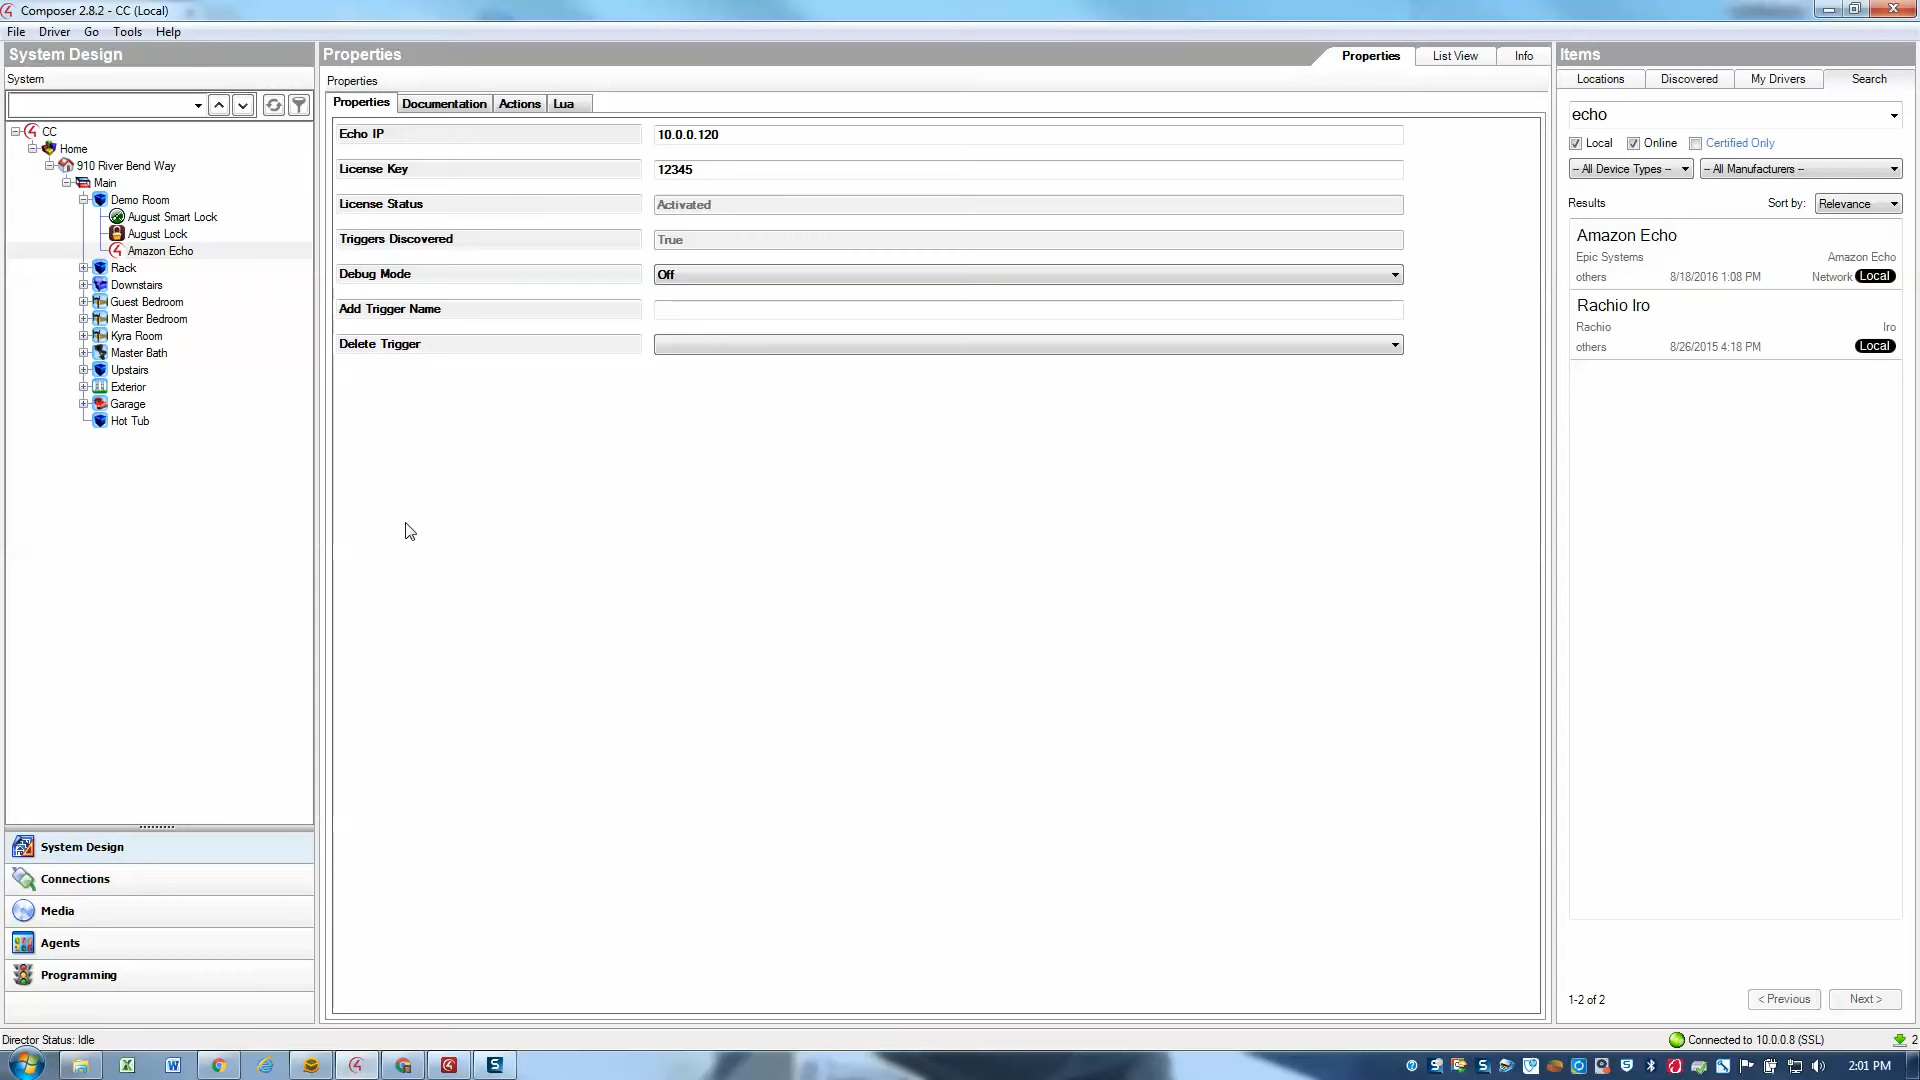 Composer 2.8.2 - CC (Local)
File Driver Go Tools Help
System Design
System
CC
Home
910 River Bend Way
Main
Demo Room
August Smart Lock
August Lock
Amazon Echo
Rack
Downstairs
Guest Bedroom
Master Bedroom
Kyra Room
Master Bath
Upstairs
Exterior
Garage
Hot Tub
System Design
Connections
Media
Agents
Programming
Properties
Properties List View Info
Properties
Properties Documentation Actions Lua
Echo IP 10.0.0.120
License Key 12345
License Status Activated
Triggers Discovered True
Debug Mode Off
Add Trigger Name
Delete Trigger
Items
Locations Discovered My Drivers Search
echo
Local Online Certified Only
-- All Device Types -- -- All Manufacturers --
Results Sort by: Relevance
Amazon Echo
Epic Systems Amazon Echo
others 8/18/2016 1:08 PM Network Local
Rachio Iro
Rachio Iro
others 8/26/2015 4:18 PM Local
1-2 of 2 < Previous Next >
Director Status: Idle Connected to 10.0.0.8 (SSL) 2
2:01 PM